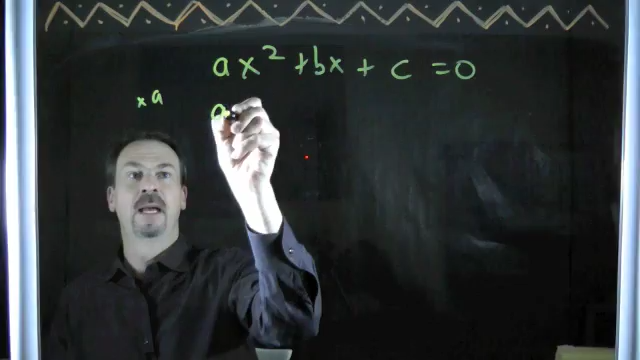 ax² + bx + c = 0
× a
a